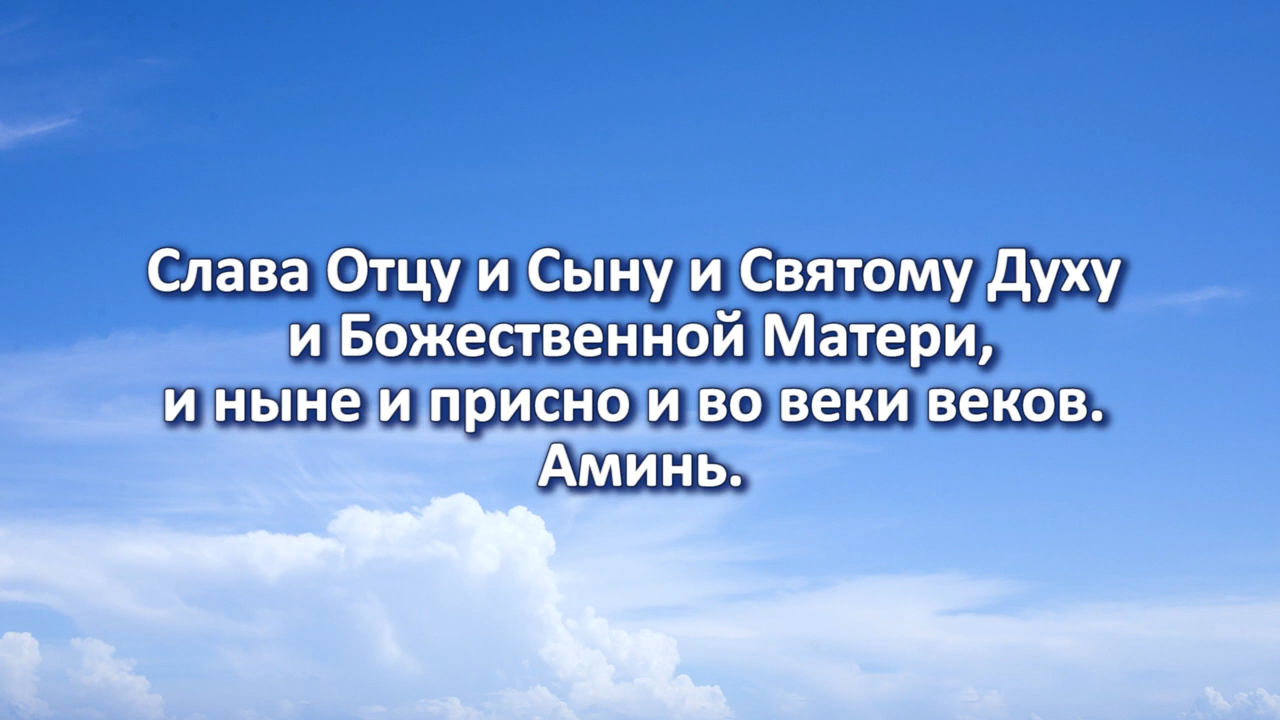 Слава Отцу и Сыну и Святому Духу
и Божественной Матери,
и ныне и присно и во веки веков.
Аминь.